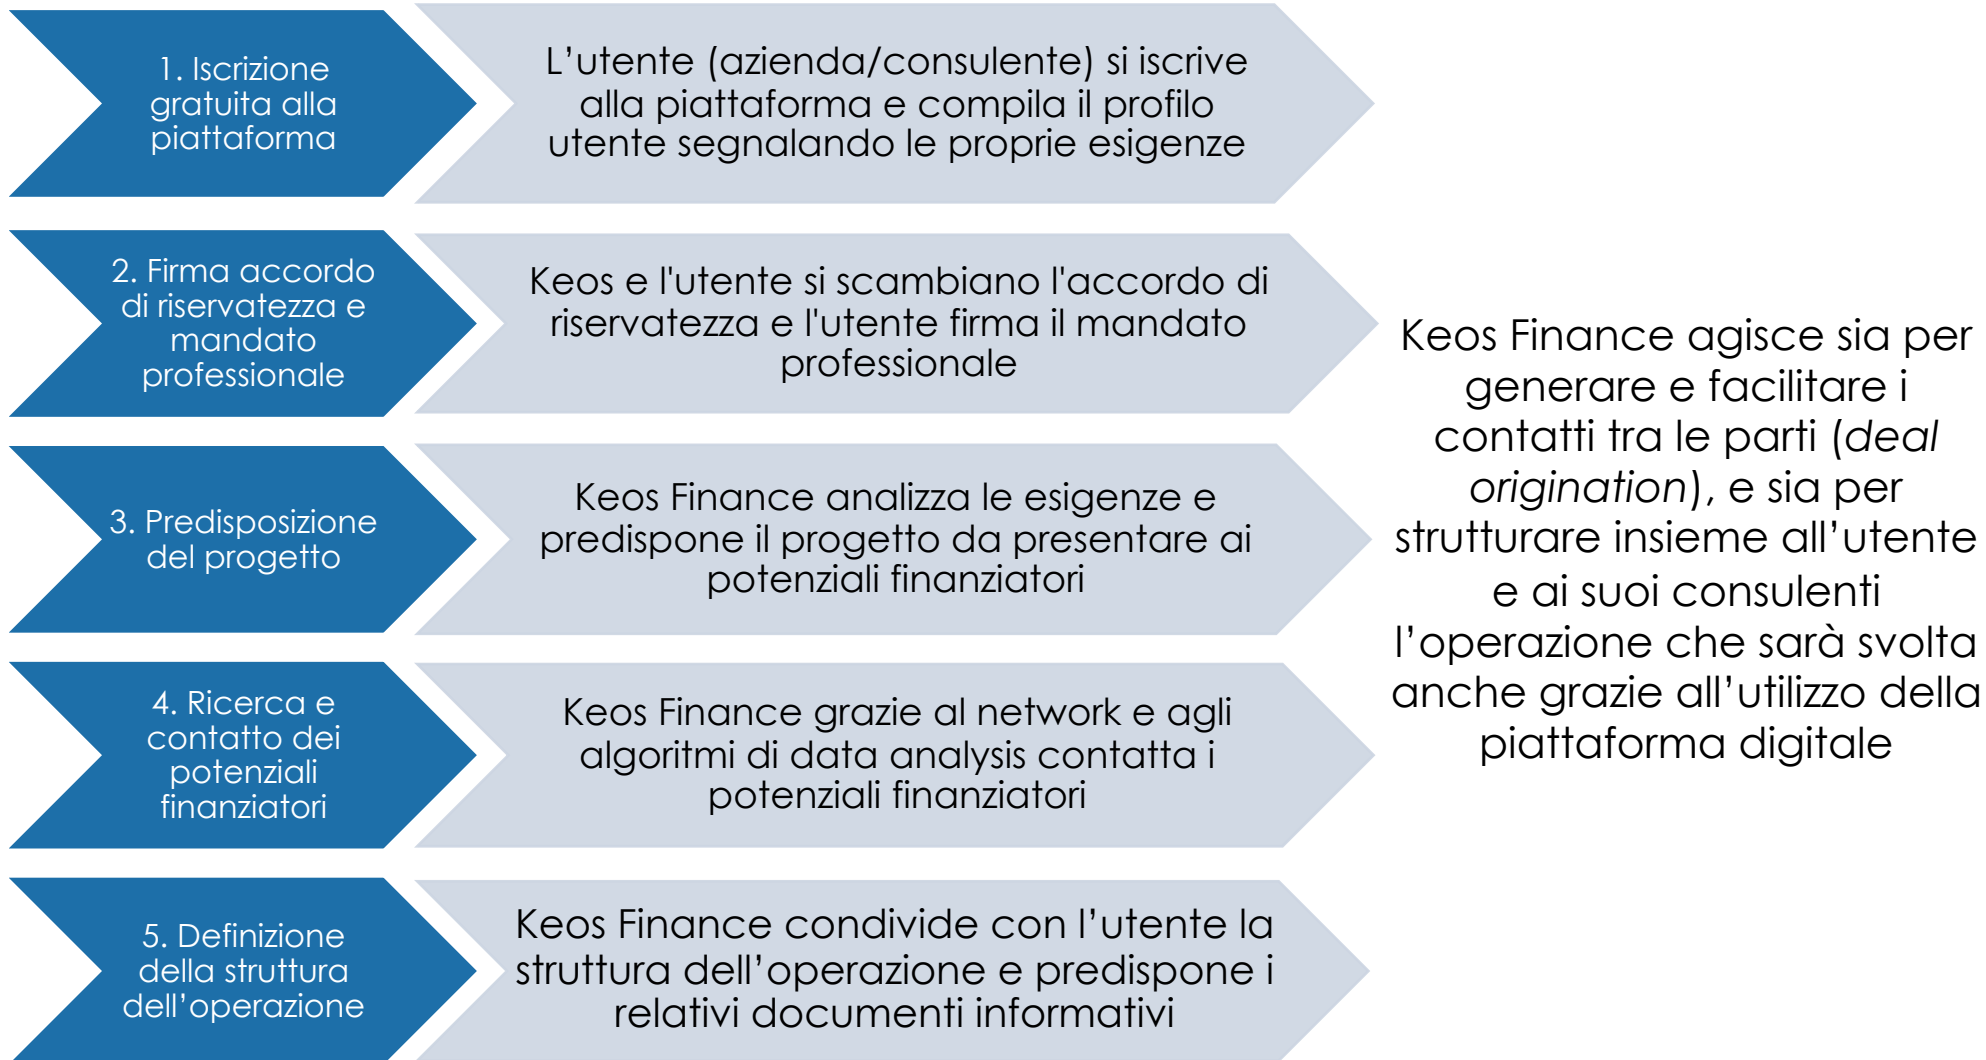 1. Iscrizione
gratuita alla
piattaforma
L’utente (azienda/consulente) si iscrive
alla piattaforma e compila il profilo
utente segnalando le proprie esigenze
2. Firma accordo
di riservatezza e
mandato
professionale
Keos e l'utente si scambiano l'accordo di
riservatezza e l'utente firma il mandato
professionale
3. Predisposizione
del progetto
Keos Finance analizza le esigenze e
predispone il progetto da presentare ai
potenziali finanziatori
4. Ricerca e
contatto dei
potenziali
finanziatori
Keos Finance grazie al network e agli
algoritmi di data analysis contatta i
potenziali finanziatori
5. Definizione
della struttura
dell’operazione
Keos Finance condivide con l’utente la
struttura dell’operazione e predispone i
relativi documenti informativi
Keos Finance agisce sia per
generare e facilitare i
contatti tra le parti (deal
origination), e sia per
strutturare insieme all’utente
e ai suoi consulenti
l’operazione che sarà svolta
anche grazie all’utilizzo della
piattaforma digitale